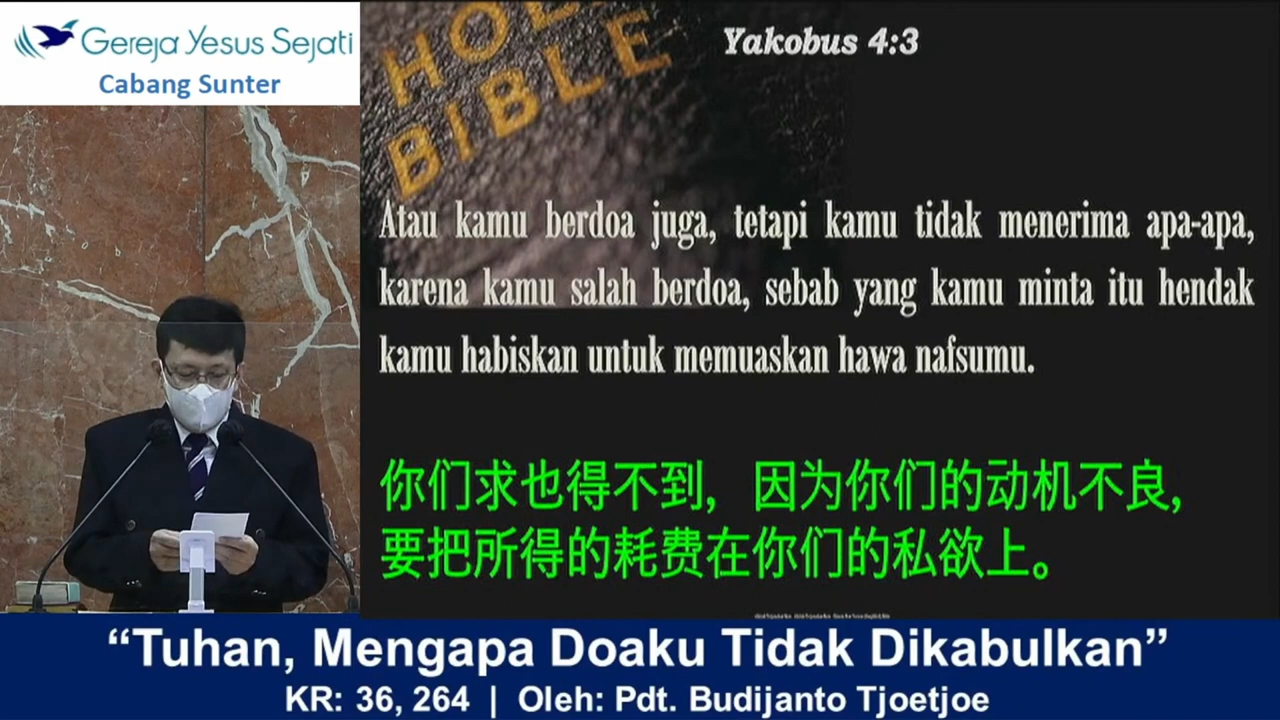 Gereja Yesus Sejati
Cabang Sunter
HOLY
BIBLE
Yakobus 4:3
Atau kamu berdoa juga, tetapi kamu tidak menerima apa-apa,
karena kamu salah berdoa, sebab yang kamu minta itu hendak
kamu habiskan untuk memuaskan hawa nafsumu.
你们求也得不到，因为你们的动机不良，
要把所得的耗费在你们的私欲上。
“Tuhan, Mengapa Doaku Tidak Dikabulkan”
KR: 36, 264 | Oleh: Pdt. Budijanto Tjoetjoe